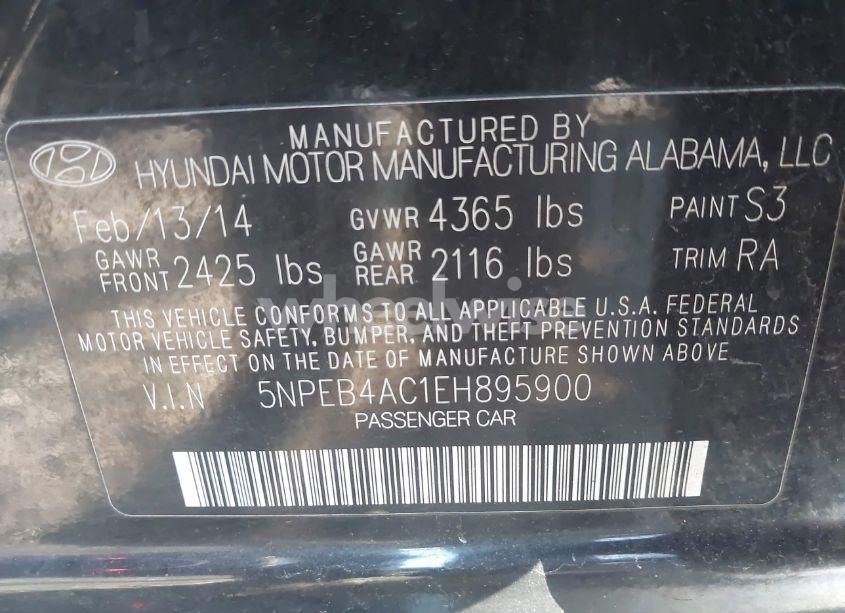 MANUFACTURED BY
HYUNDAI MOTOR MANUFACTURING ALABAMA, LLC
Feb/13/14 GVWR 4365 lbs PAINT S3
GAWR FRONT 2425 lbs GAWR REAR 2116 lbs TRIM RA
THIS VEHICLE CONFORMS TO ALL APPLICABLE U.S.A. FEDERAL
MOTOR VEHICLE SAFETY, BUMPER, AND THEFT PREVENTION STANDARDS
IN EFFECT ON THE DATE OF MANUFACTURE SHOWN ABOVE.
V.I.N 5NPEB4AC1EH895900
PASSENGER CAR